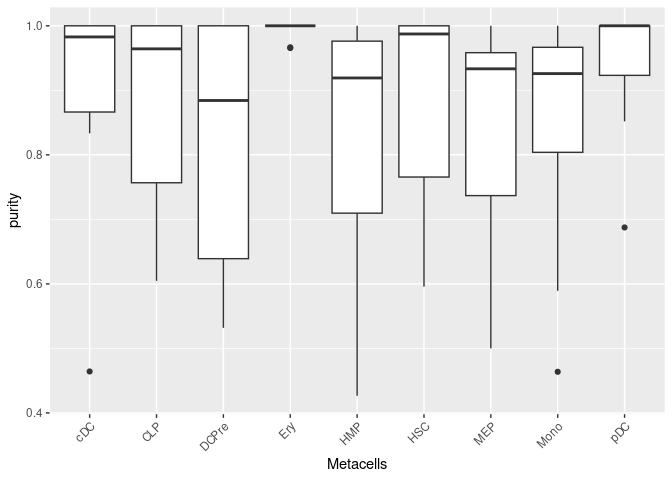 1.0
0.8
0.6
0.4
purity
cDC
CLP
DCPre
Ery
HMP
HSC
MEP
Mono
pDC
Metacells